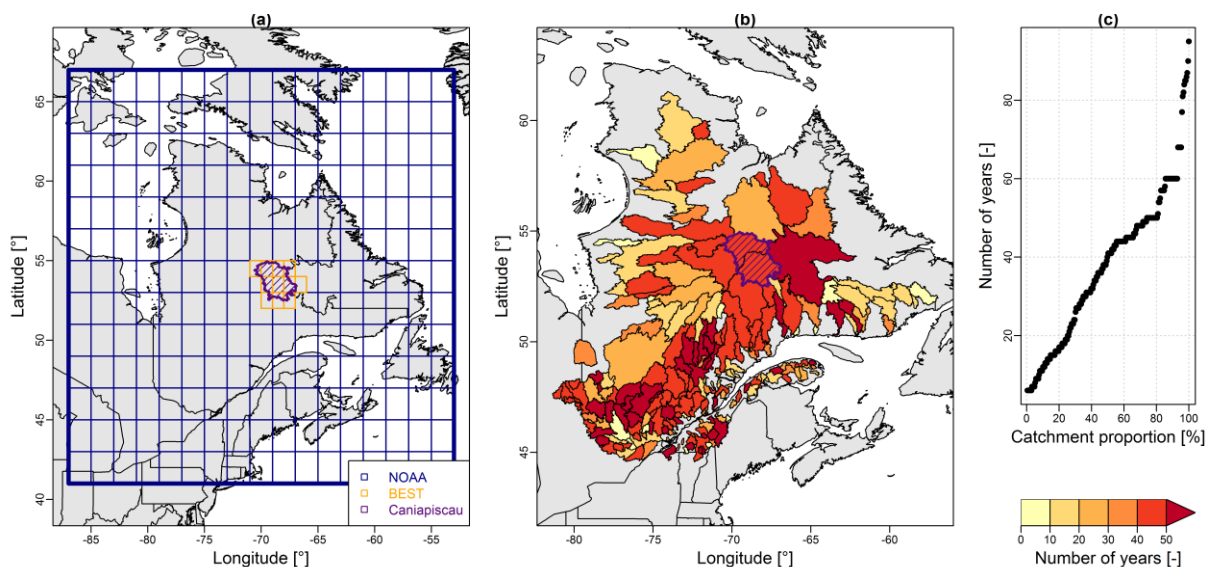 (a)
(b)
(c)
Latitude [°]
65
60
55
50
45
40
-85 -80 -75 -70 -65 -60 -55
Longitude [°]
NOAA
BEST
Caniapiscau
Latitude [°]
60
55
50
45
-80 -75 -70 -65 -60
Longitude [°]
Number of years [-]
80
60
40
20
0 20 40 60 80 100
Catchment proportion [%]
0 10 20 30 40 50
Number of years [-]